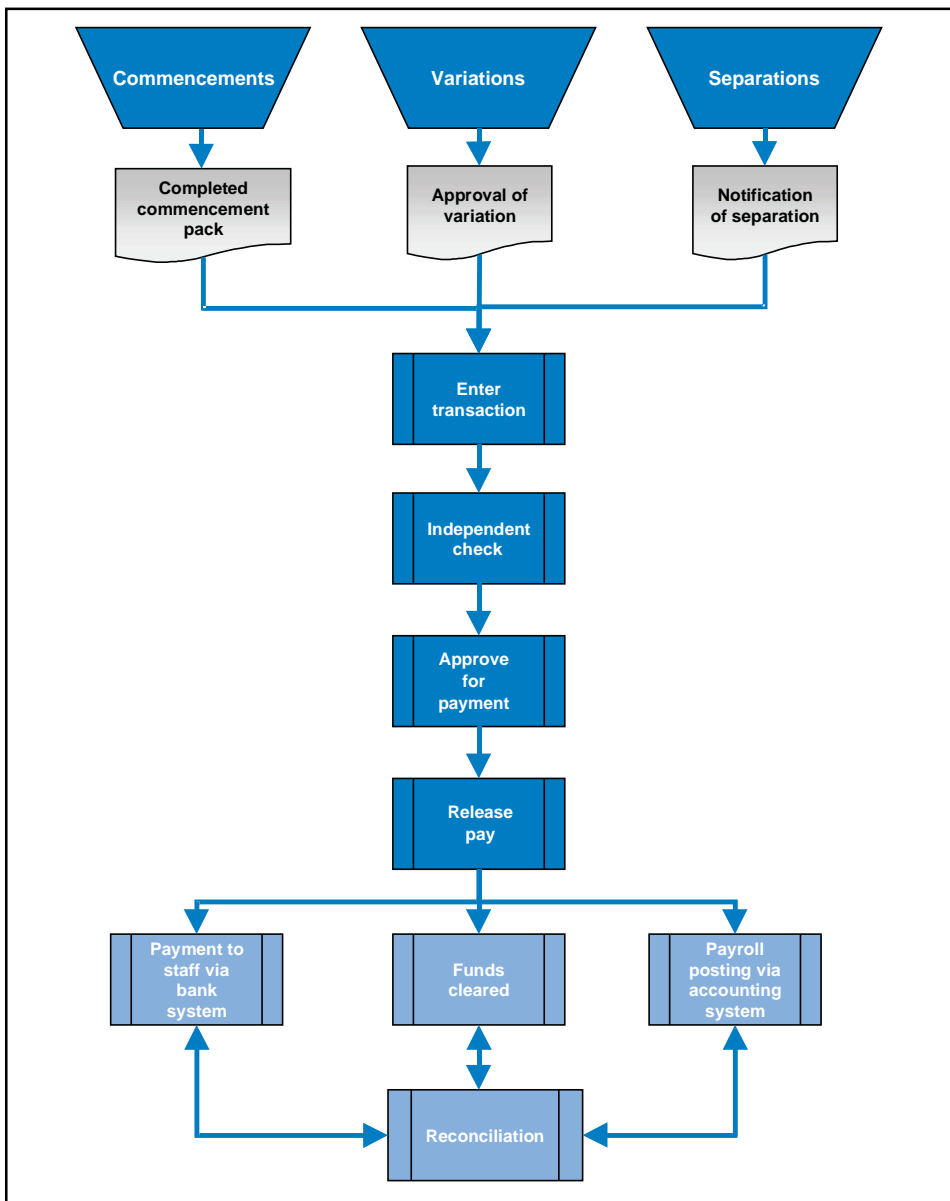 Commencements
Variations
Separations
Completed
commencement
pack
Approval of
variation
Notification
of separation
Enter
transaction
Independent
check
Approve
for
payment
Release
pay
Payment to
staff via
bank
system
Funds
cleared
Payroll
posting via
accounting
system
Reconciliation